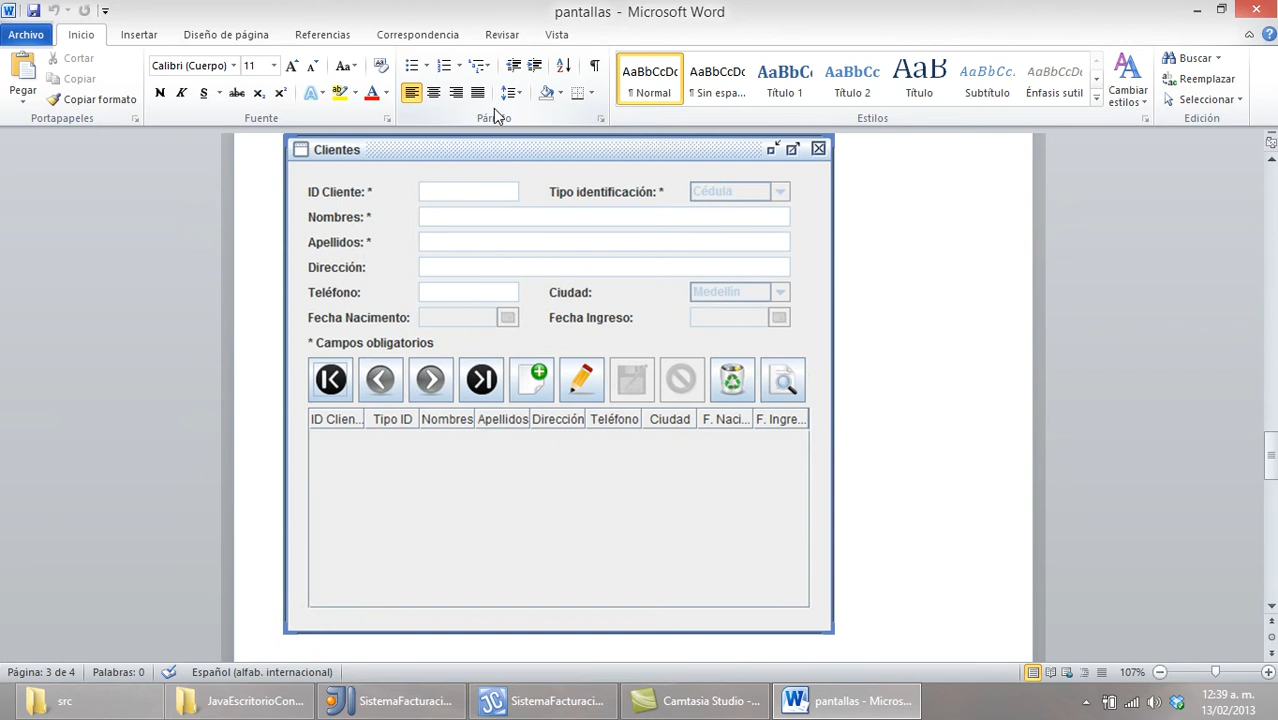 pantallas - Microsoft Word
Archivo Inicio Insertar Diseño de página Referencias Correspondencia Revisar Vista
Pegar
Cortar
Copiar
Copiar formato
Portapapeles
Calibri (Cuerpo) 11
Fuente
Párrafo
AaBbCcDc
¶ Normal
AaBbCcDc
¶ Sin espa...
AaBbC
Título 1
AaBbCc
Título 2
AaB
Título
AaBbCc.
Subtítulo
AaBbCcDc
Énfasis sutil
Cambiar
estilos
Estilos
Buscar
Reemplazar
Seleccionar
Edición
Clientes
ID Cliente: * Tipo identificación: * Cédula
Nombres: *
Apellidos: *
Dirección:
Teléfono: Ciudad: Medellín
Fecha Nacimento: Fecha Ingreso:
* Campos obligatorios
ID Clien... Tipo ID Nombres Apellidos Dirección Teléfono Ciudad F. Naci... F. Ingre...
Página: 3 de 4 Palabras: 0 Español (alfab. internacional) 107%
src JavaEscritorioCon... SistemaFacturaci... SistemaFacturaci... Camtasia Studio -... pantallas - Micros...
12:39 a. m.
13/02/2013